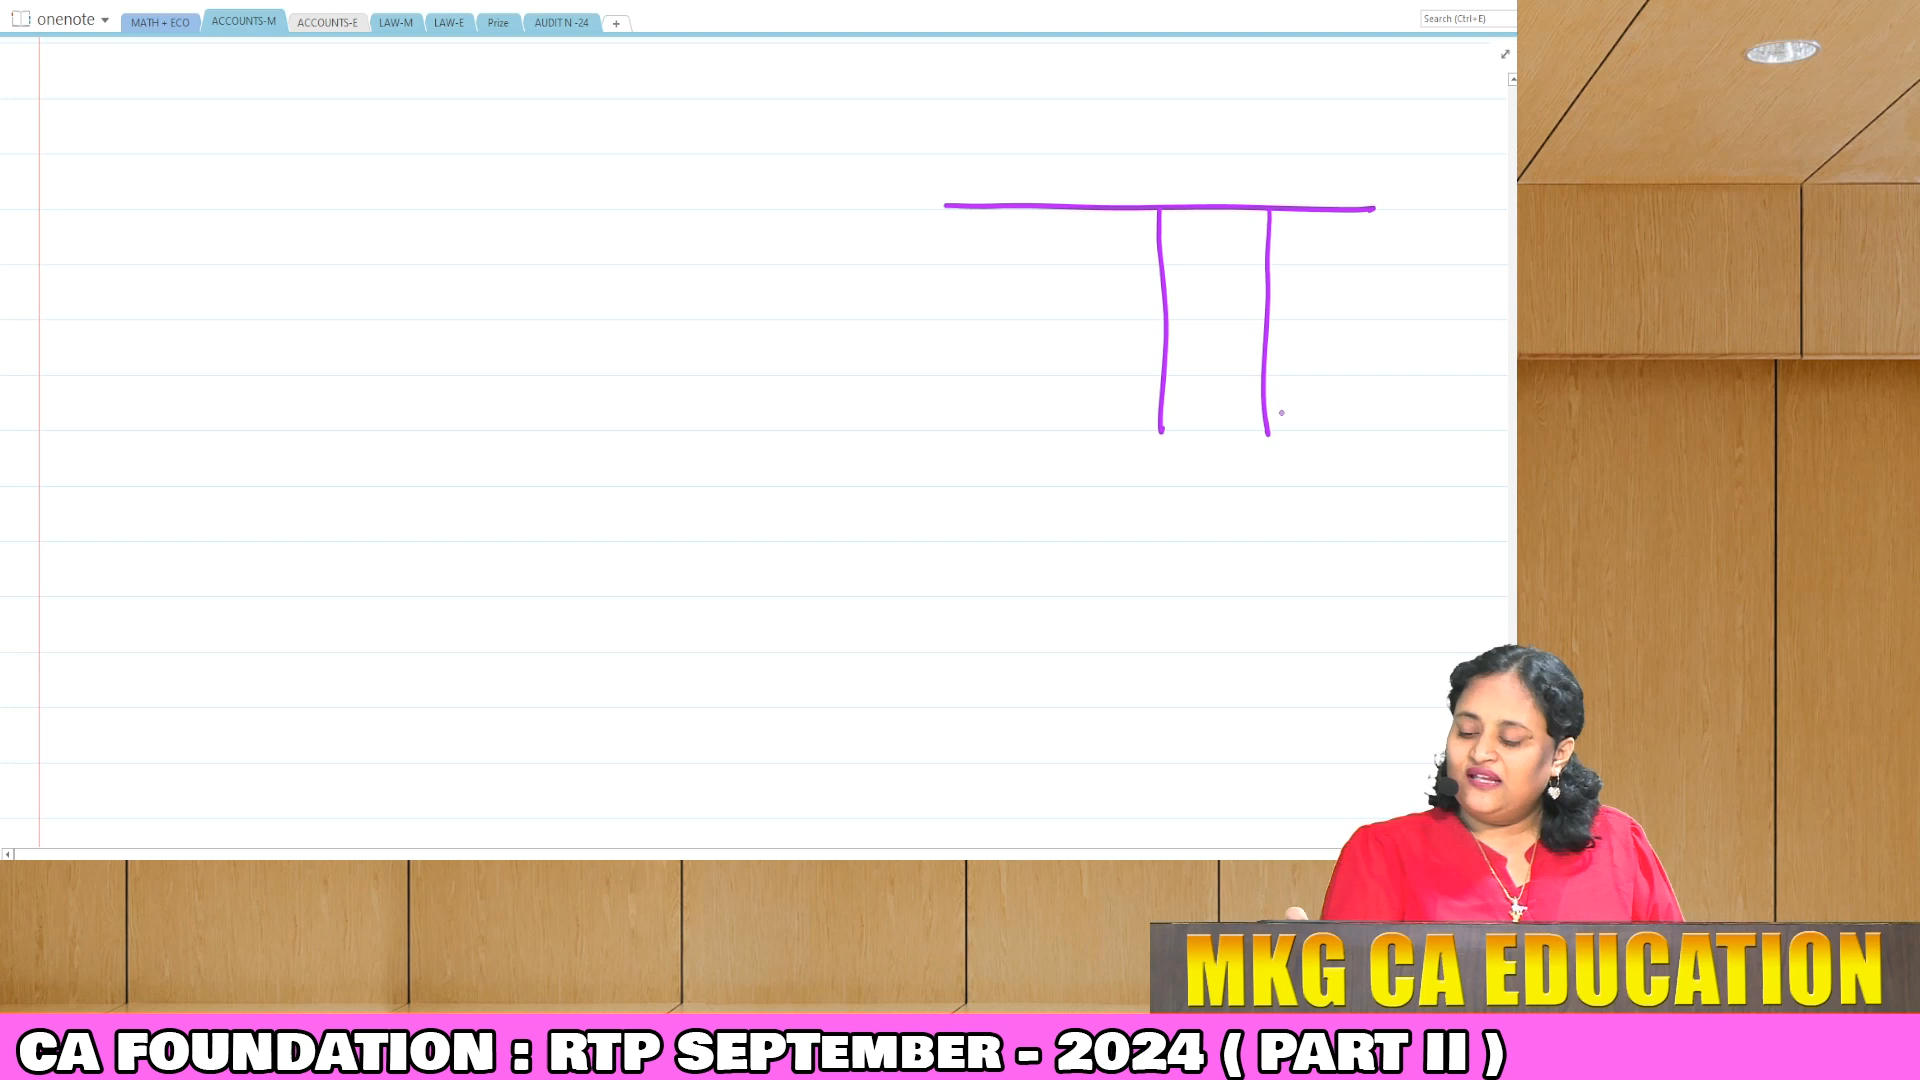 onenote
MATH + ECO
ACCOUNTS-M
ACCOUNTS-E
LAW-M
LAW-E
Prize
AUDIT N -24
+
Search (Ctrl+E)
MKG CA EDUCATION
CA FOUNDATION : RTP SEPTEMBER - 2024 ( PART II )